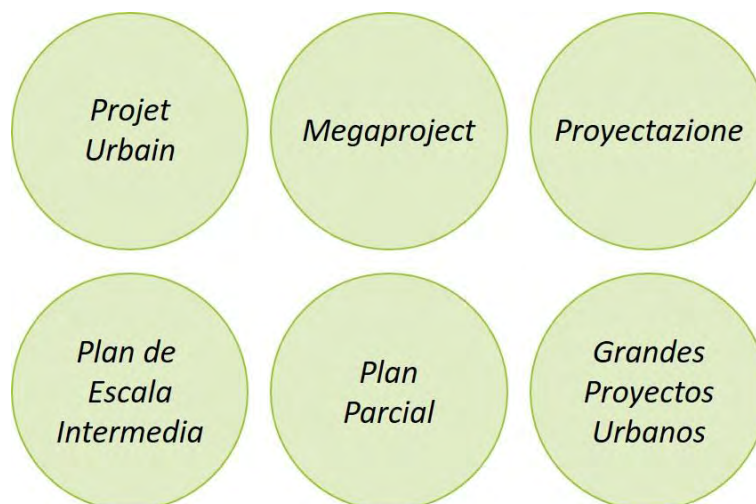 Projet
Urbain
Megaproject
Proyectazione
Plan de
Escala
Intermedia
Plan
Parcial
Grandes
Proyectos
Urbanos